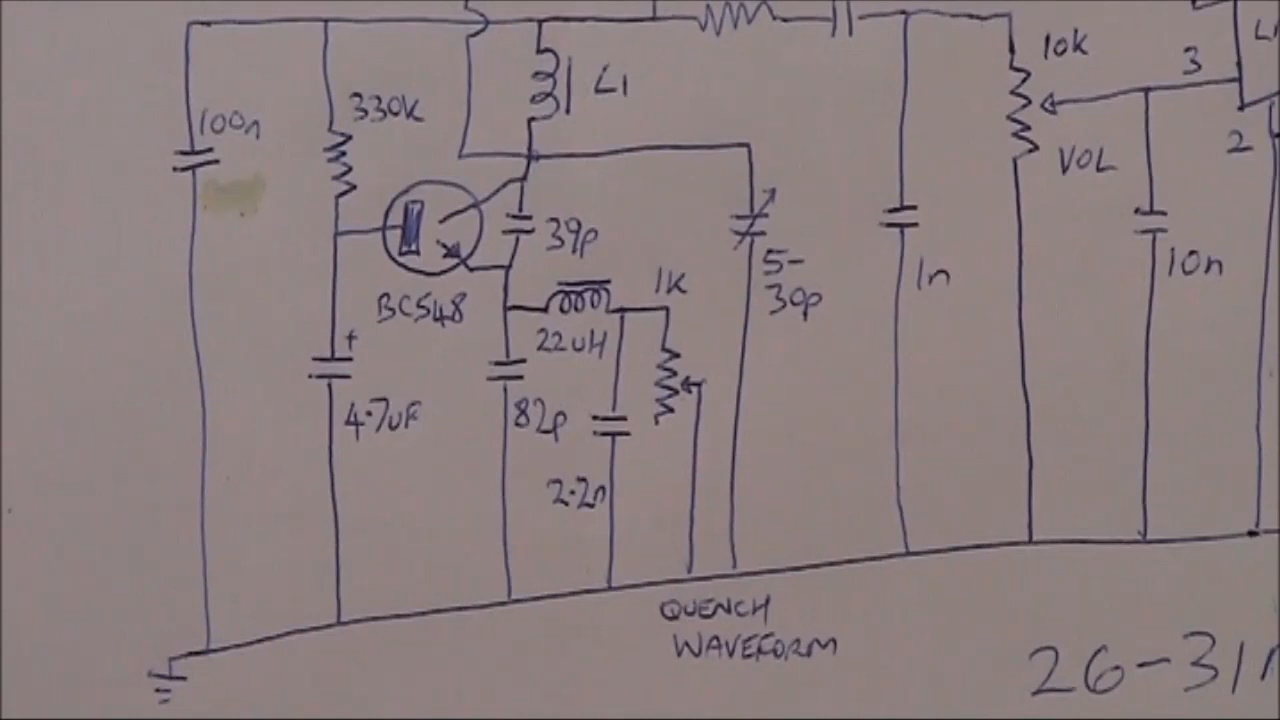 10k
3
L1
330k
100n
VOL
2
39p
5-
30p
1K
1n
10n
BC548
22uH
+
4.7uF
82p
2.2n
QUENCH
WAVEFORM
26-31